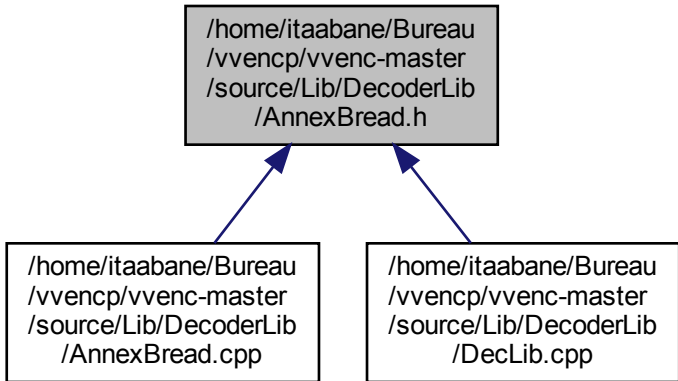 /home/itaabane/Bureau
/vvencp/vvenc-master
/source/Lib/DecoderLib
/AnnexBread.h
/home/itaabane/Bureau
/vvencp/vvenc-master
/source/Lib/DecoderLib
/AnnexBread.cpp
/home/itaabane/Bureau
/vvencp/vvenc-master
/source/Lib/DecoderLib
/DecLib.cpp